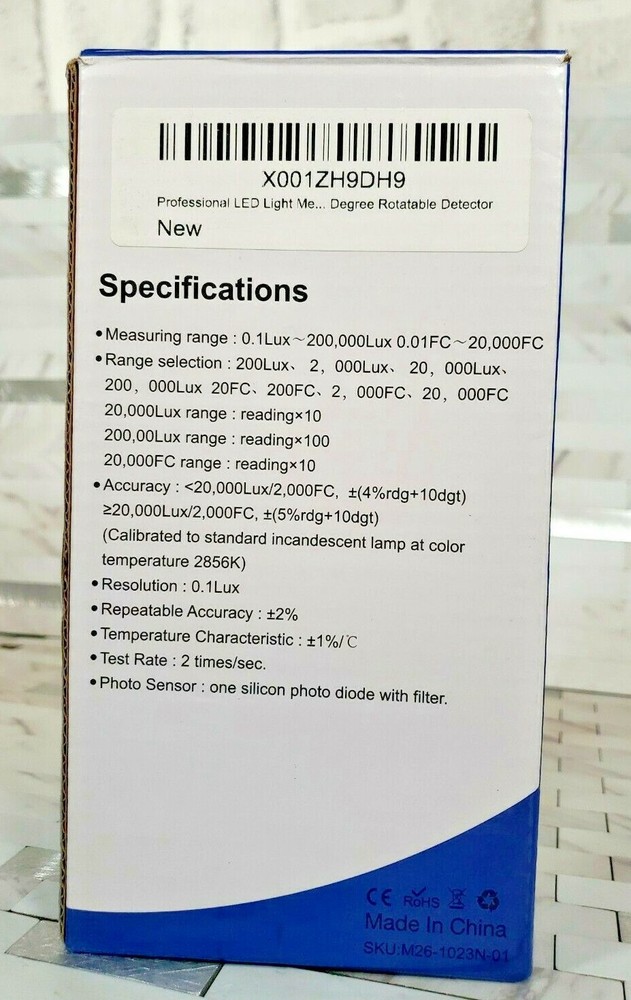 X001ZH9DH9
Professional LED Light Me... Degree Rotatable Detector
New
Specifications
•Measuring range : 0.1Lux～200,000Lux 0.01FC～20,000FC
•Range selection : 200Lux、 2，000Lux、 20，000Lux、
200，000Lux 20FC、200FC、2，000FC、20，000FC
20,000Lux range : reading×10
200,00Lux range : reading×100
20,000FC range : reading×10
•Accuracy : <20,000Lux/2,000FC, ±(4%rdg+10dgt)
≥20,000Lux/2,000FC, ±(5%rdg+10dgt)
(Calibrated to standard incandescent lamp at color
temperature 2856K)
•Resolution : 0.1Lux
•Repeatable Accuracy : ±2%
•Temperature Characteristic : ±1%/℃
•Test Rate : 2 times/sec.
•Photo Sensor : one silicon photo diode with filter.
CE RoHS
Made In China
SKU:M26-1023N-01